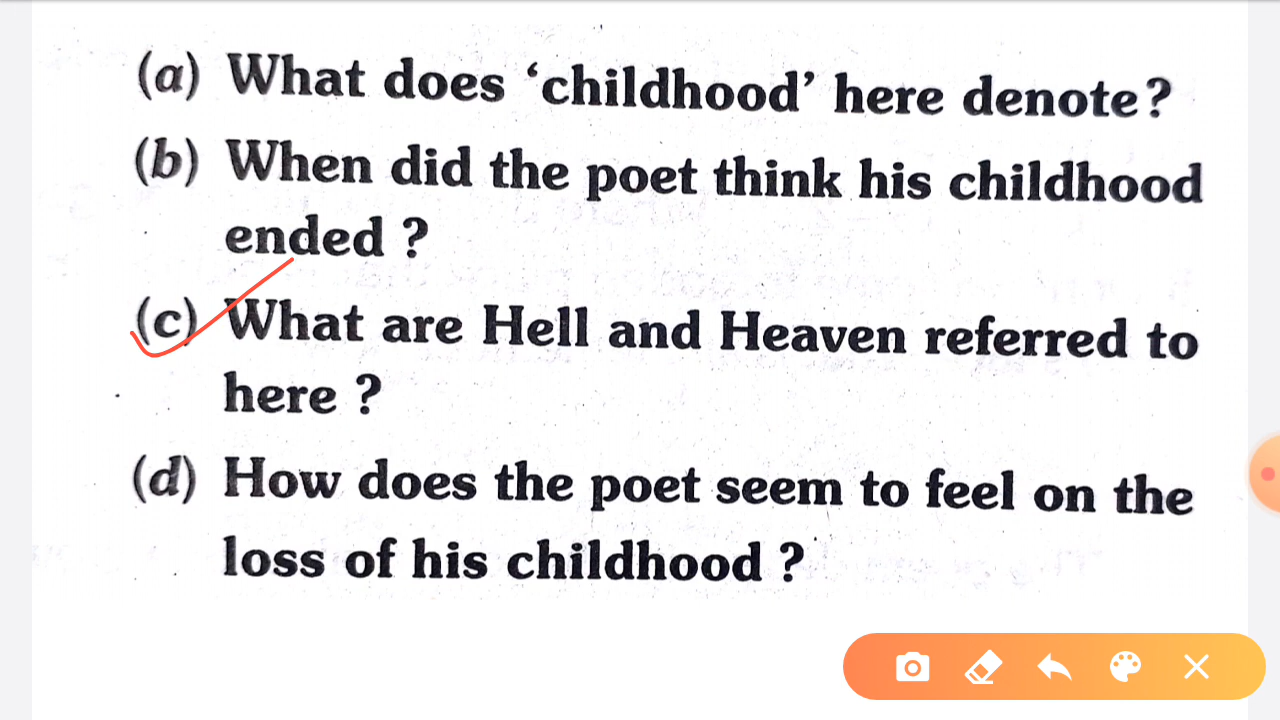 (a) What does ‘childhood’ here denote?
(b) When did the poet think his childhood
ended ?
(c) What are Hell and Heaven referred to
here ?
(d) How does the poet seem to feel on the
loss of his childhood ?